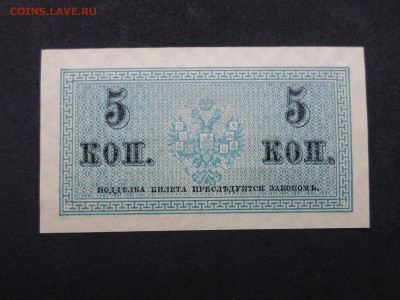 COINS.LAVE.RU
5 5
КОП. КОП.
ПОДДѢЛКА БИЛЕТА ПРЕСЛѢДУЕТСЯ ЗАКОНОМЪ.